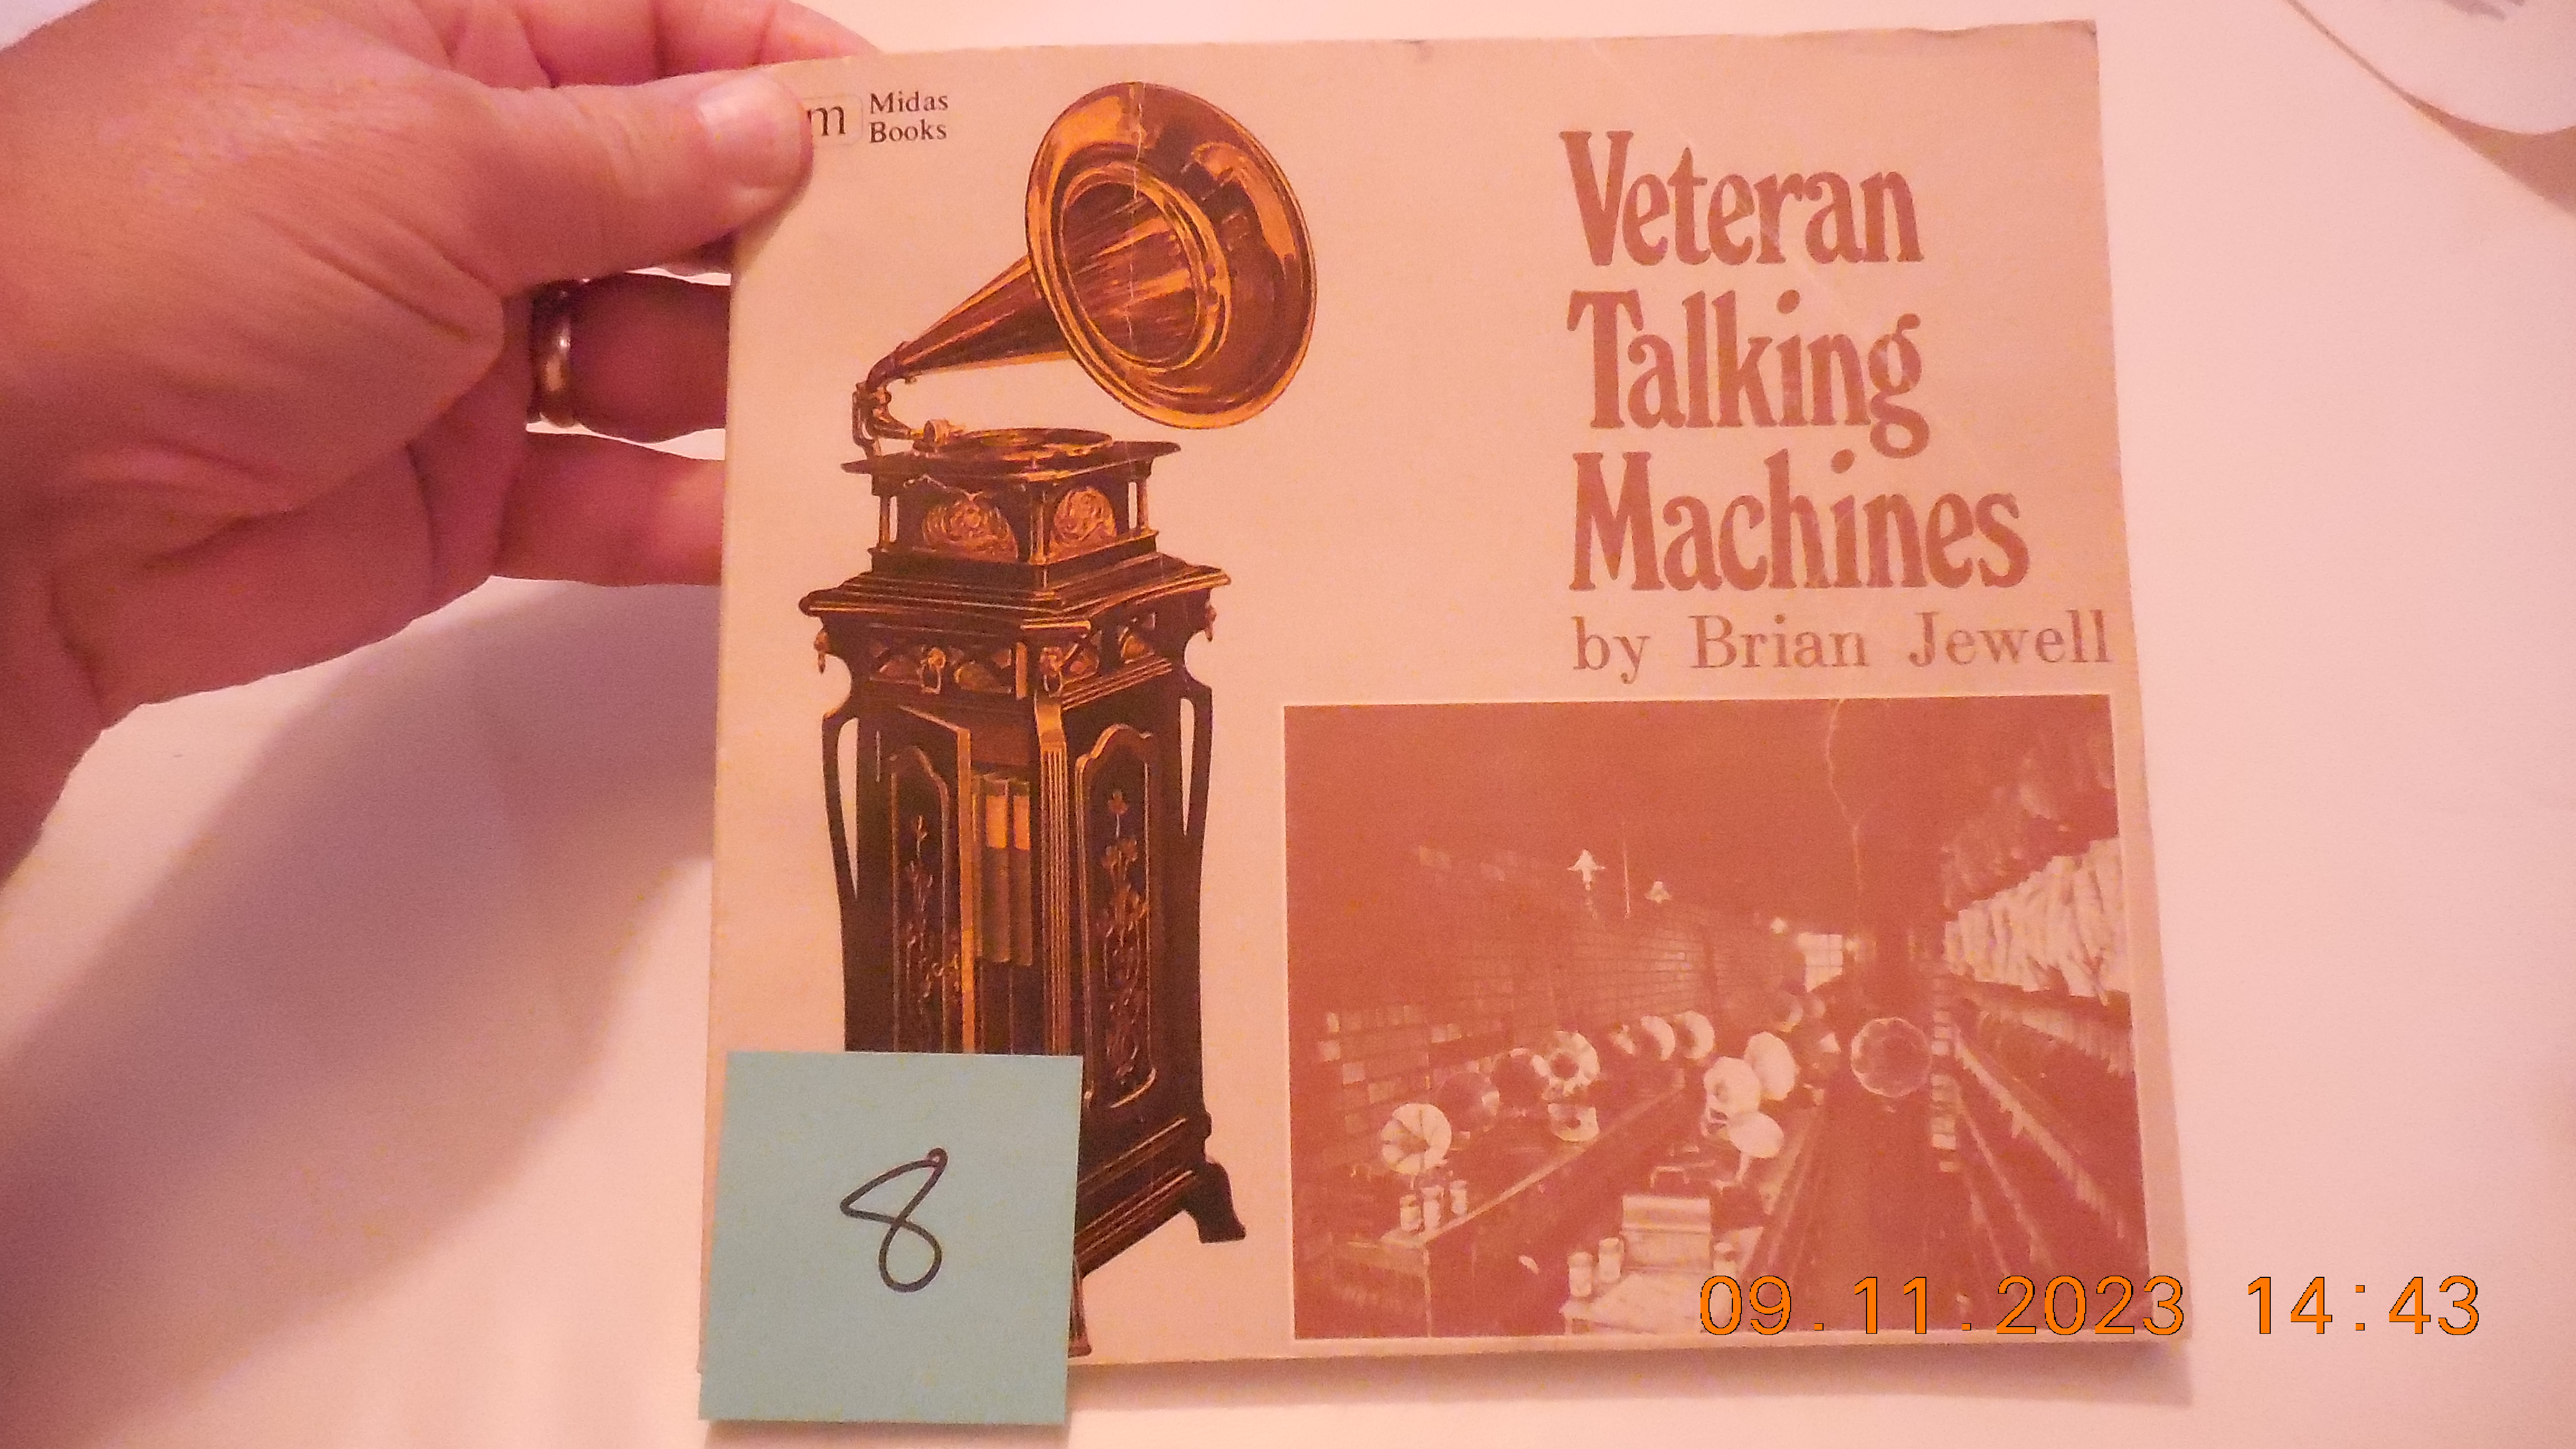 m
Midas
Books
Veteran
Talking
Machines
by Brian Jewell
8
09.11.2023 14:43